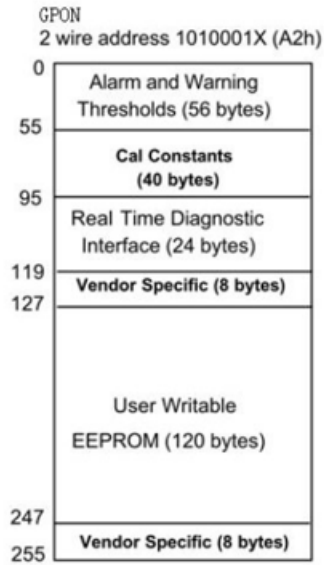 GPON
2 wire address 1010001X (A2h)
0
Alarm and Warning
Thresholds (56 bytes)
55
Cal Constants
(40 bytes)
95
Real Time Diagnostic
Interface (24 bytes)
119
Vendor Specific (8 bytes)
127
User Writable
EEPROM (120 bytes)
247
Vendor Specific (8 bytes)
255